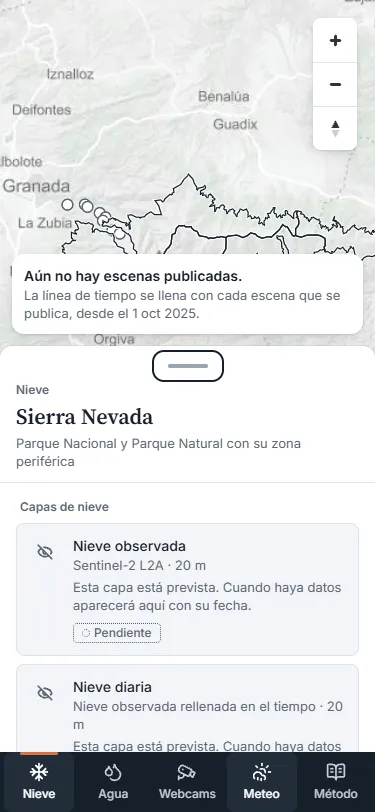 Iznalloz
Deifontes
Benalúa
Guadix
lbolote
Granada
La Zubia
Aún no hay escenas publicadas.
La línea de tiempo se llena con cada escena que se
publica, desde el 1 oct 2025.
Orgiva
Nieve
Sierra Nevada
Parque Nacional y Parque Natural con su zona
periférica
Capas de nieve
Nieve observada
Sentinel-2 L2A · 20 m
Esta capa está prevista. Cuando haya datos
aparecerá aquí con su fecha.
Pendiente
Nieve diaria
Nieve observada rellenada en el tiempo · 20
m
Esta capa está prevista. Cuando haya datos
Nieve
Agua
Webcams
Meteo
Método